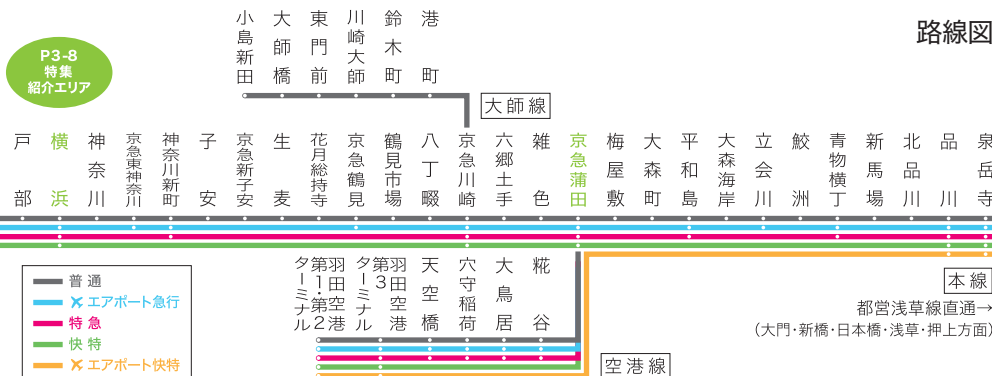 路線図
P3-8
特集
紹介エリア
小島新田
大師橋
東門前
川崎大師
鈴木町
港町
大師線
戸部
横浜
神奈川
京急東神奈川
神奈川新町
子安
京急新子安
生麦
花月総持寺
京急鶴見
鶴見市場
八丁畷
京急川崎
六郷土手
雑色
京急蒲田
梅屋敷
大森町
平和島
大森海岸
立会川
鮫洲
青物横丁
新馬場
北品川
品川
泉岳寺
羽田空港
第1・第2
ターミナル
羽田空港
第3
ターミナル
天空橋
穴守稲荷
大鳥居
糀谷
本線
都営浅草線直通→
(大門・新橋・日本橋・浅草・押上方面)
空港線
普通
エアポート急行
特急
快特
エアポート快特